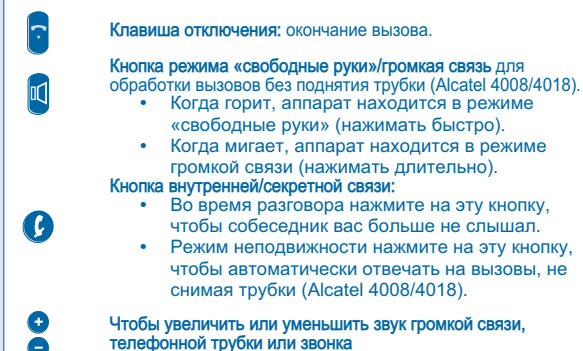 Клавиша отключения: окончание вызова.
Кнопка режима «свободные руки»/громкая связь для
обработки вызовов без поднятия трубки (Alcatel 4008/4018).
• Когда горит, аппарат находится в режиме
«свободные руки» (нажимать быстро).
• Когда мигает, аппарат находится в режиме
громкой связи (нажимать длительно).
Кнопка внутренней/секретной связи:
• Во время разговора нажмите на эту кнопку,
чтобы собеседник вас больше не слышал.
• Режим неподвижности нажмите на эту кнопку,
чтобы автоматически отвечать на вызовы, не
снимая трубки (Alcatel 4008/4018).
Чтобы увеличить или уменьшить звук громкой связи,
телефонной трубки или звонка